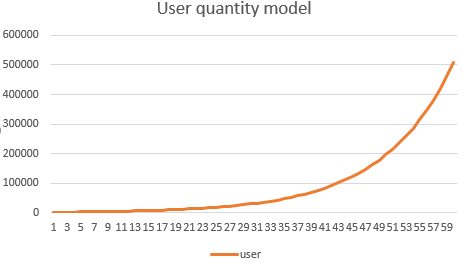 User quantity model
600000
500000
400000
300000
200000
100000
0
1 3 5 7 9 11 13 15 17 19 21 23 25 27 29 31 33 35 37 39 41 43 45 47 49 51 53 55 57 59
user